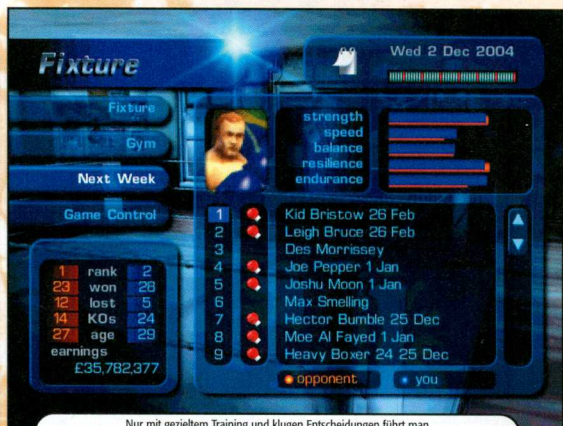 Fixture
Wed 2 Dec 2004
Fixture
Gym
Next Week
Game Control
strength
speed
balance
resilience
endurance
1 Kid Bristow 26 Feb
2 Leigh Bruce 26 Feb
3 Des Morrissey
4 Joe Pepper 1 Jan
5 Joshu Moon 1 Jan
6 Max Smelling
7 Hector Bumble 25 Dec
8 Moe Al Fayed 1 Jan
9 Heavy Boxer 24 25 Dec
1 rank 2
23 won 28
12 lost 5
14 KOs 24
27 age 29
earnings
£35,782,377
opponent
you
Nur mit gezieltem Training und klugen Entscheidungen führt man